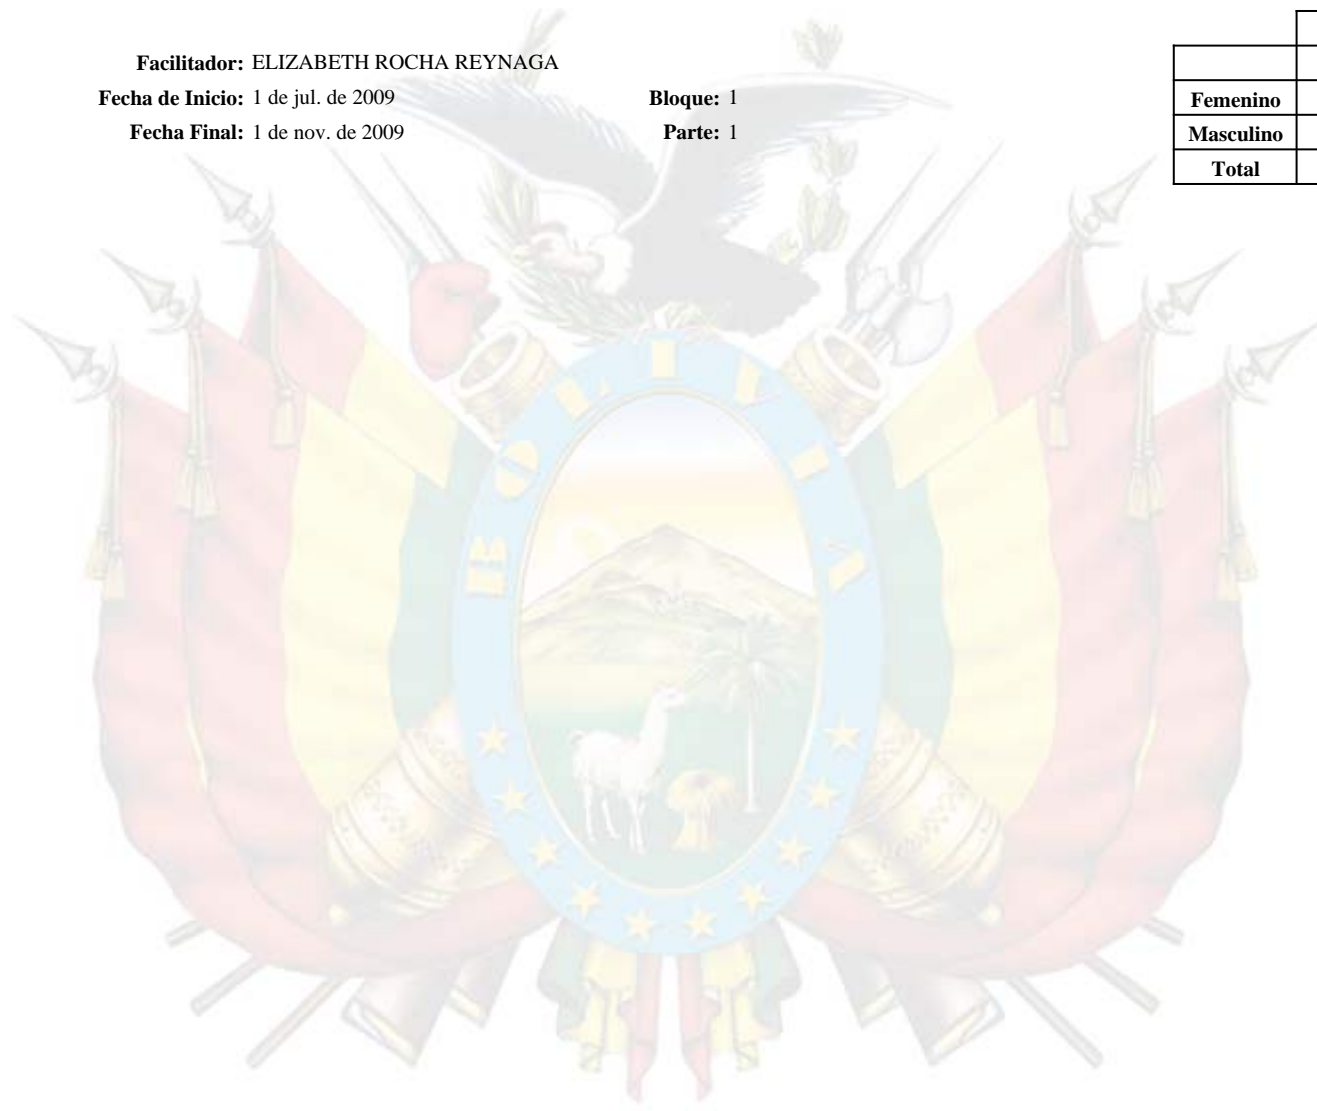 Facilitador: ELIZABETH ROCHA REYNAGA
Fecha de Inicio: 1 de jul. de 2009 Bloque: 1
Fecha Final: 1 de nov. de 2009 Parte: 1
Femenino
Masculino
Total
BOLIVIA